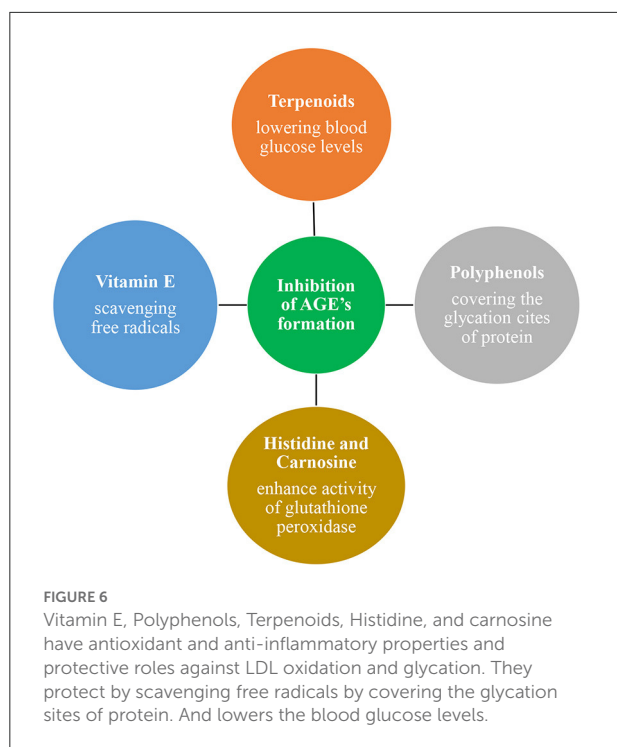 Terpenoids
lowering blood
glucose levels
Vitamin E
scavenging
free radicals
Inhibition
of AGE's
formation
Polyphenols
covering the
glycation cites
of protein
Histidine and
Carnosine
enhance activity
of glutathione
peroxidase
FIGURE 6
Vitamin E, Polyphenols, Terpenoids, Histidine, and carnosine
have antioxidant and anti-inflammatory properties and
protective roles against LDL oxidation and glycation. They
protect by scavenging free radicals by covering the glycation
sites of protein. And lowers the blood glucose levels.